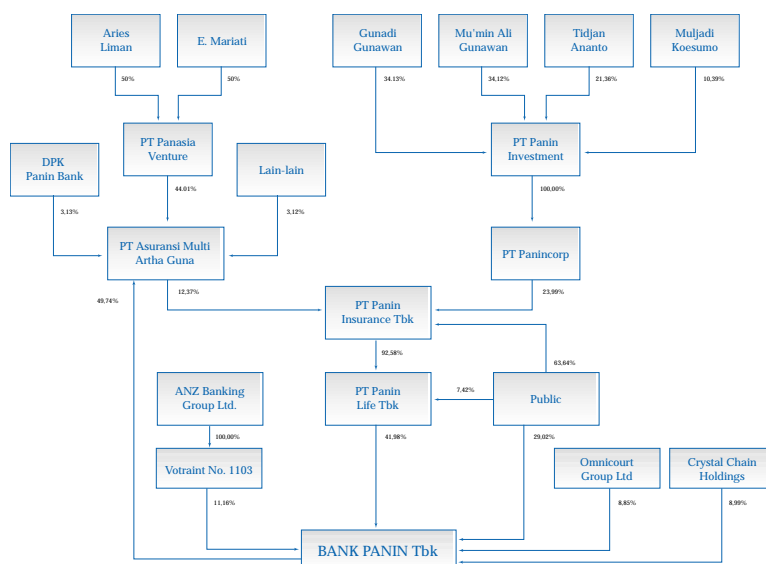 Aries
Liman
E. Mariati
Gunadi
Gunawan
Mu'min Ali
Gunawan
Tidjan
Ananto
Muljadi
Koesumo
50%
50%
34.13%
34,12%
21,36%
10,39%
PT Panasia
Venture
PT Panin
Investment
DPK
Panin Bank
Lain-lain
44.01%
100,00%
3,13%
3,12%
PT Asuransi Multi
Artha Guna
PT Panincorp
49,74%
12,37%
23,99%
PT Panin
Insurance Tbk
92,58%
63,64%
ANZ Banking
Group Ltd.
PT Panin
Life Tbk
7,42%
Public
100,00%
41,98%
29,02%
Votraint No. 1103
Omnicourt
Group Ltd
Crystal Chain
Holdings
11,16%
8,85%
8,99%
BANK PANIN Tbk